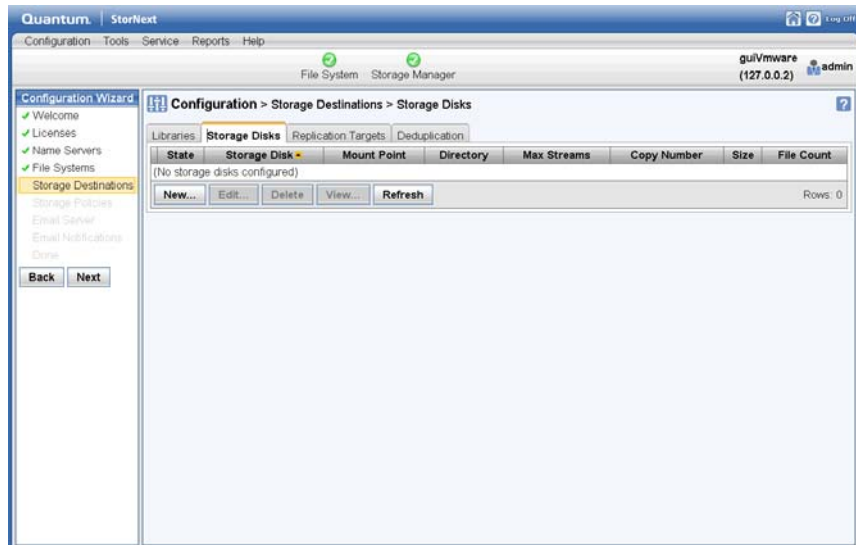 Quantum. StorNext
Log Off
Configuration Tools Service Reports Help
File System Storage Manager
guiVmware
(127.0.0.2)
admin
Configuration Wizard
Welcome
Licenses
Name Servers
File Systems
Storage Destinations
Storage Policies
Email Server
Email Notifications
Done
Back Next
Configuration > Storage Destinations > Storage Disks
Libraries Storage Disks Replication Targets Deduplication
State Storage Disk Mount Point Directory Max Streams Copy Number Size File Count
(No storage disks configured)
New... Edit... Delete View... Refresh Rows: 0